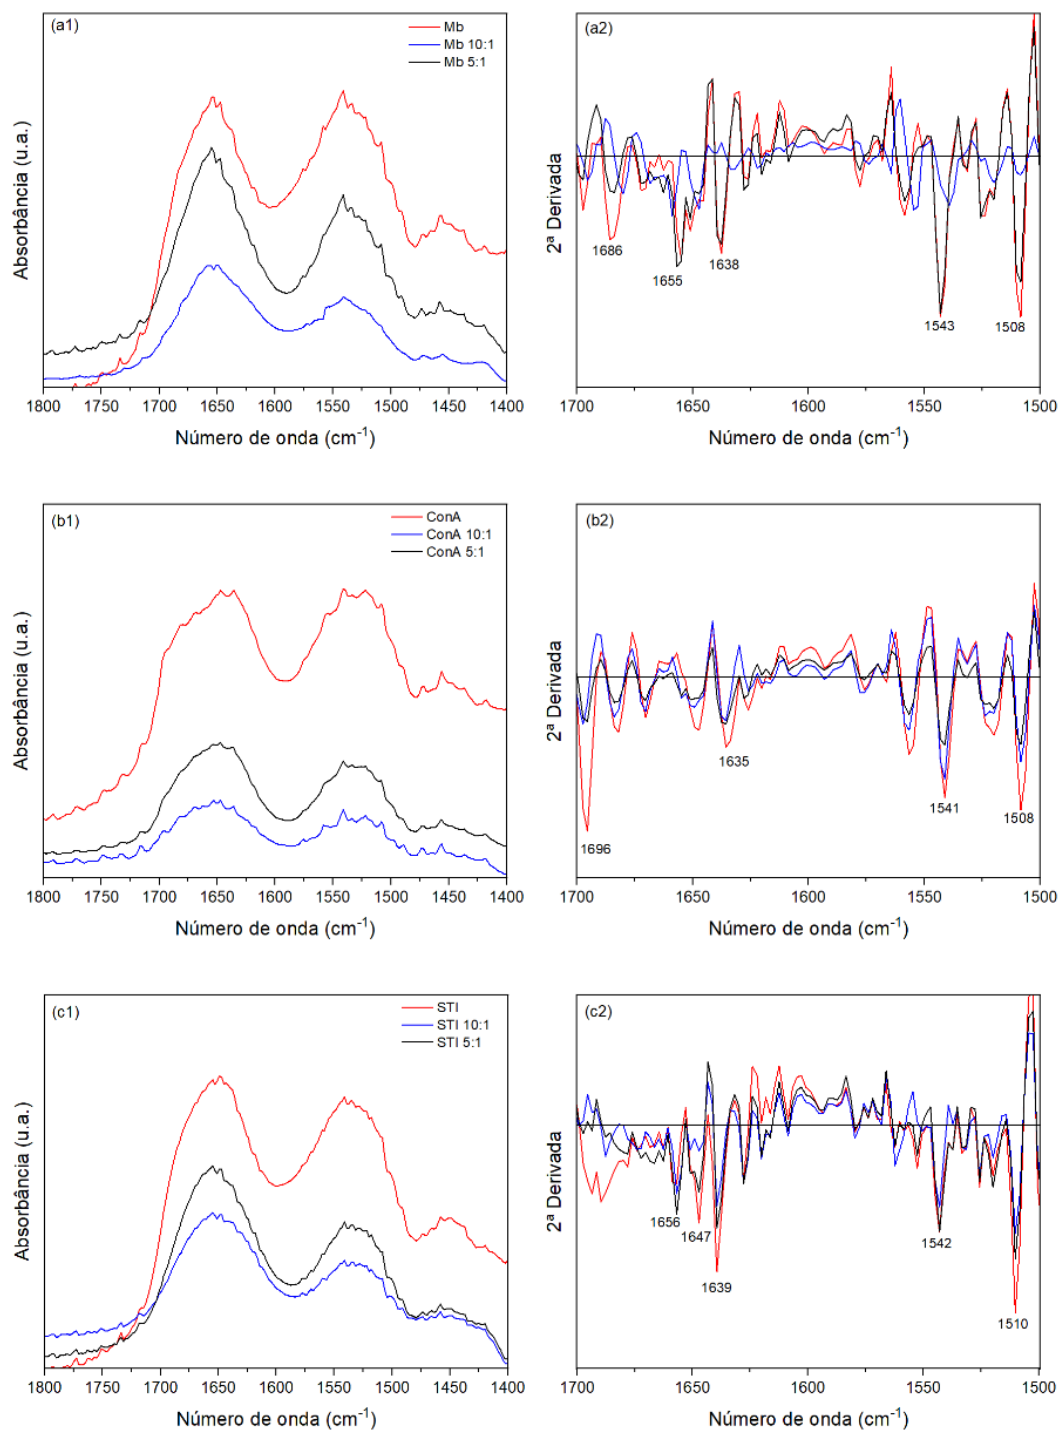 (a1)
Mb
Mb 10:1
Mb 5:1
Absorbância (u.a.)
1800 1750 1700 1650 1600 1550 1500 1450 1400
Número de onda (cm⁻¹)
(a2)
2ª Derivada
1686
1655
1638
1543
1508
1700 1650 1600 1550 1500
Número de onda (cm⁻¹)
(b1)
ConA
ConA 10:1
ConA 5:1
Absorbância (u.a.)
1800 1750 1700 1650 1600 1550 1500 1450 1400
Número de onda (cm⁻¹)
(b2)
2ª Derivada
1696
1635
1541
1508
1700 1650 1600 1550 1500
Número de onda (cm⁻¹)
(c1)
STI
STI 10:1
STI 5:1
Absorbância (u.a.)
1800 1750 1700 1650 1600 1550 1500 1450 1400
Número de onda (cm⁻¹)
(c2)
2ª Derivada
1656
1647
1639
1542
1510
1700 1650 1600 1550 1500
Número de onda (cm⁻¹)